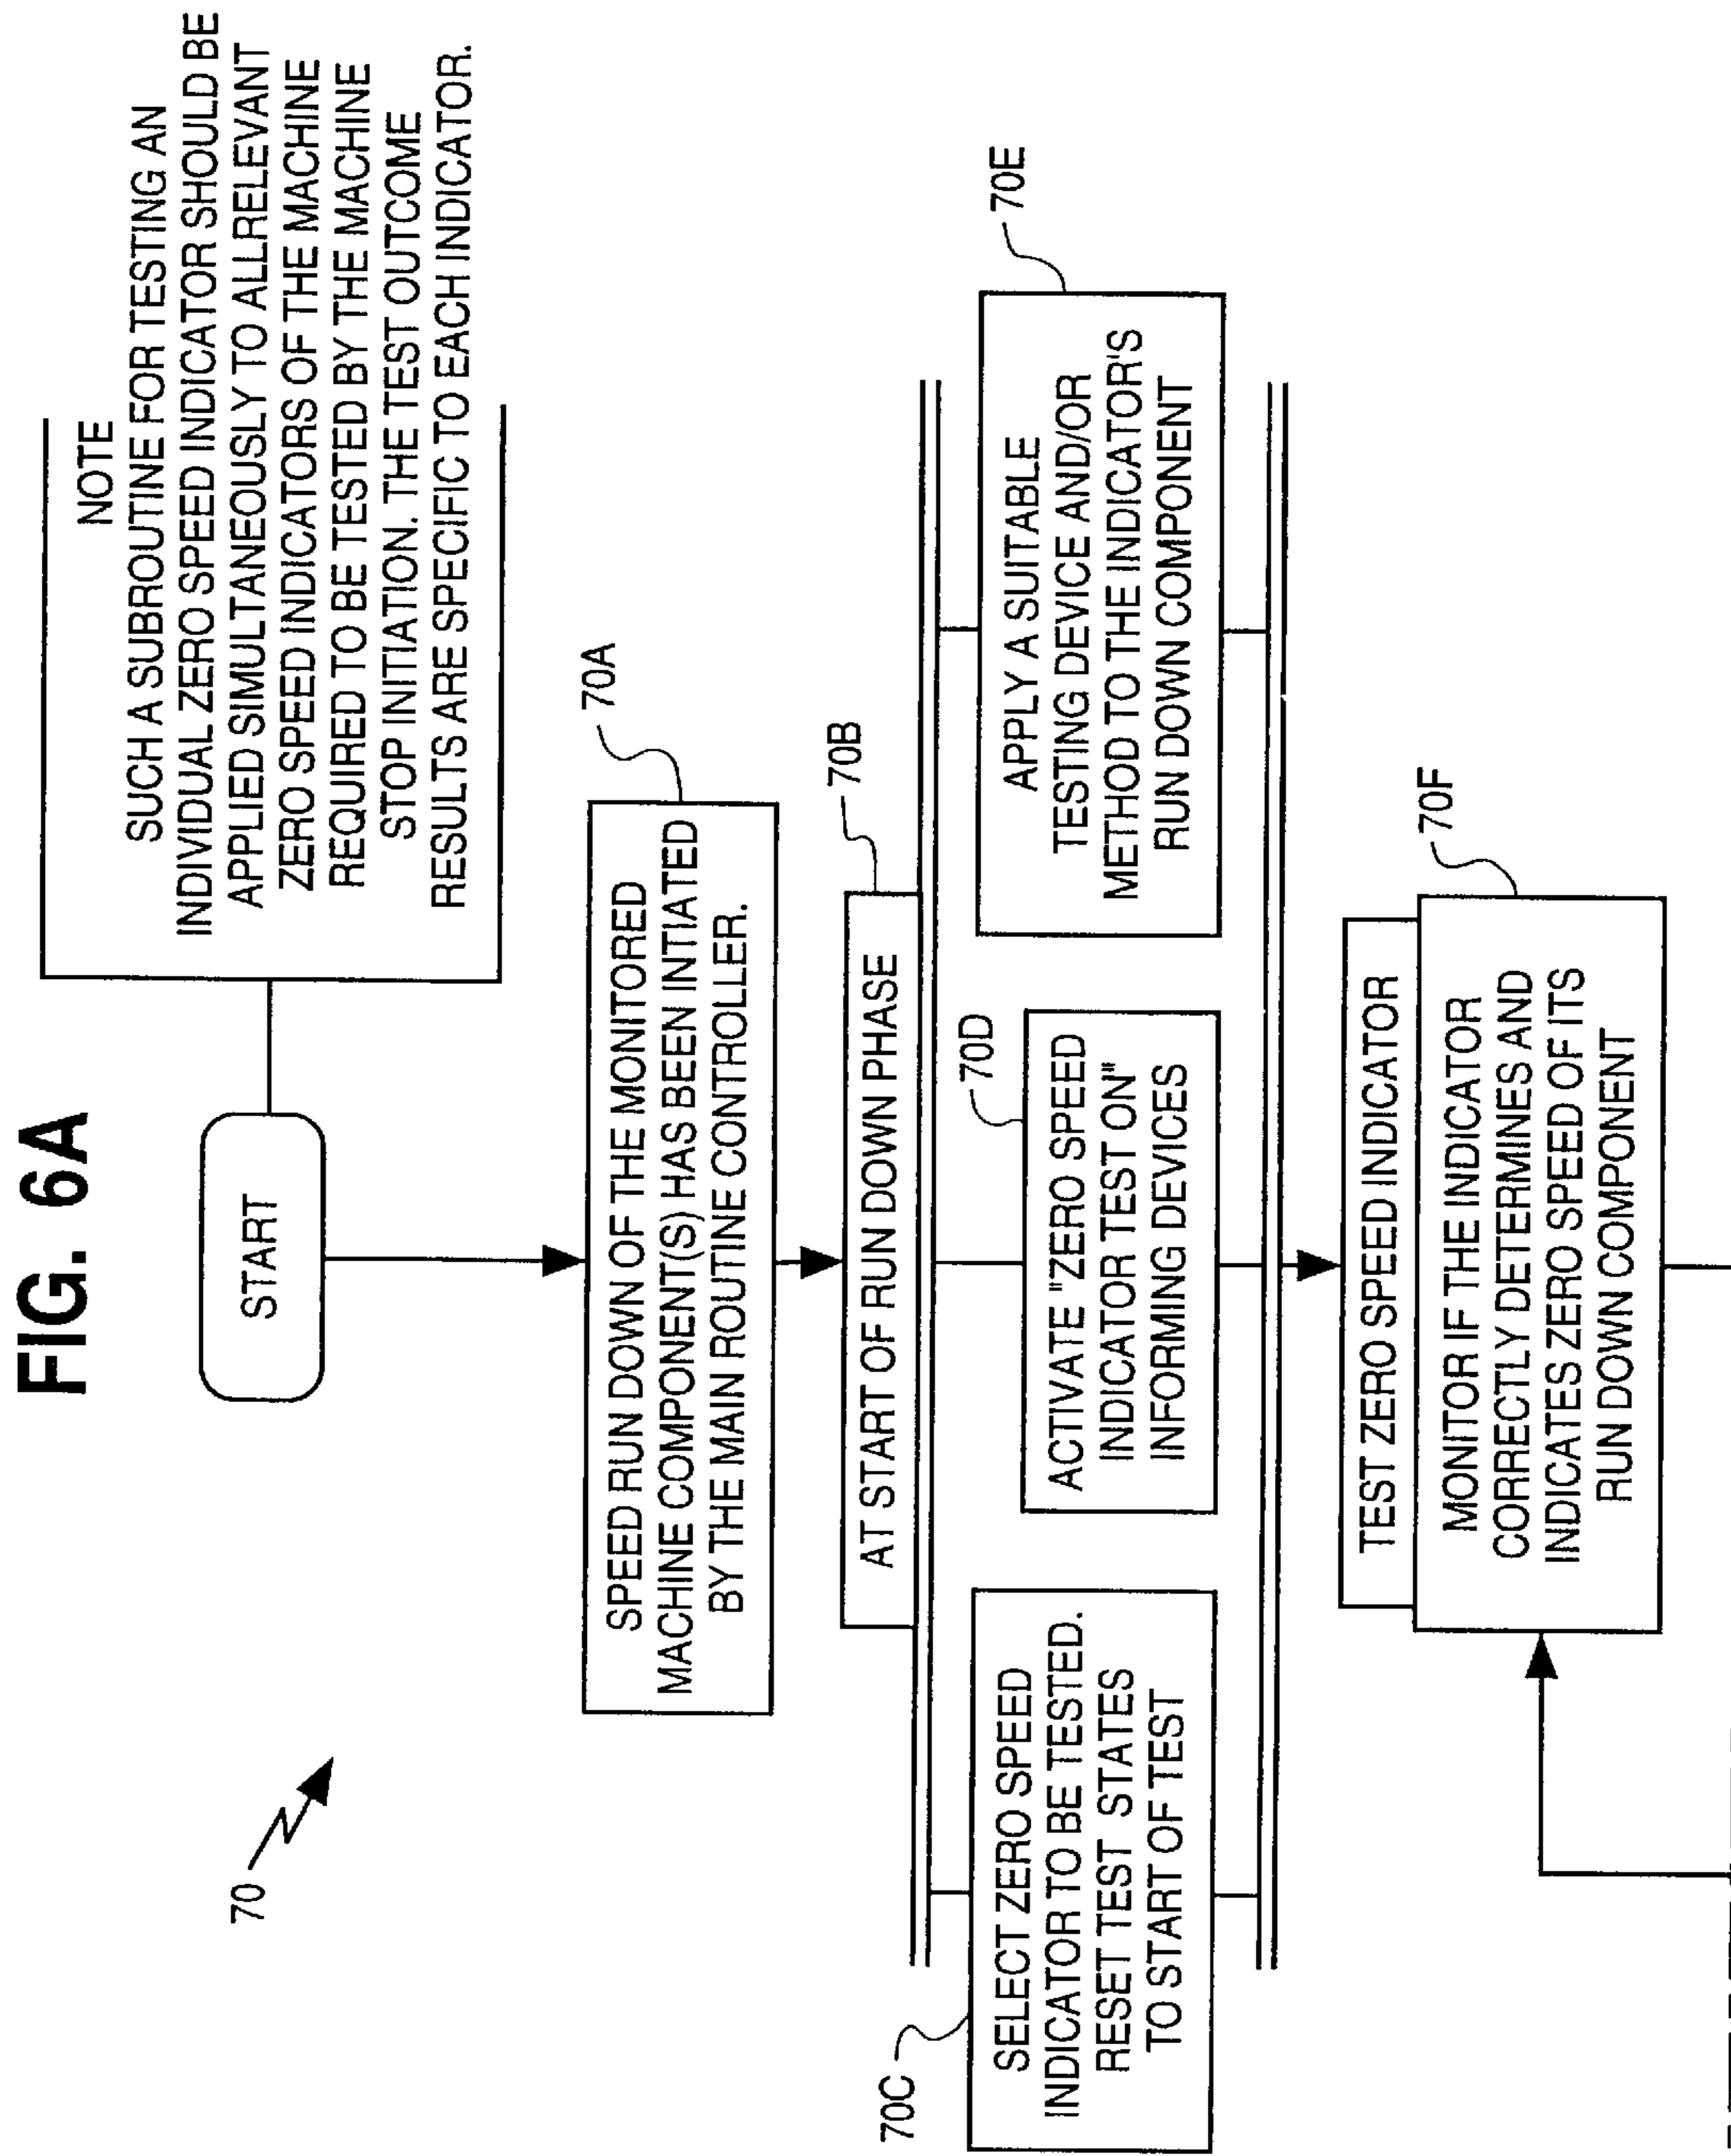 FIG. 6A
70
START
NOTE
SUCH A SUBROUTINE FOR TESTING AN
INDIVIDUAL ZERO SPEED INDICATOR SHOULD BE
APPLIED SIMULTANEOUSLY TO ALLRELEVANT
ZERO SPEED INDICATORS OF THE MACHINE
REQUIRED TO BE TESTED BY THE MACHINE
STOP INITIATION. THE TEST OUTCOME
RESULTS ARE SPECIFIC TO EACH INDICATOR.
70A
SPEED RUN DOWN OF THE MONITORED
MACHINE COMPONENT(S) HAS BEEN INTIATED
BY THE MAIN ROUTINE CONTROLLER.
70B
AT START OF RUN DOWN PHASE
70C
SELECT ZERO SPEED
INDICATOR TO BE TESTED.
RESET TEST STATES
TO START OF TEST
70D
ACTIVATE "ZERO SPEED
INDICATOR TEST ON"
INFORMING DEVICES
70E
APPLY A SUITABLE
TESTING DEVICE AND/OR
METHOD TO THE INDICATOR'S
RUN DOWN COMPONENT
TEST ZERO SPEED INDICATOR
70F
MONITOR IF THE INDICATOR
CORRECTLY DETERMINES AND
INDICATES ZERO SPEED OF ITS
RUN DOWN COMPONENT